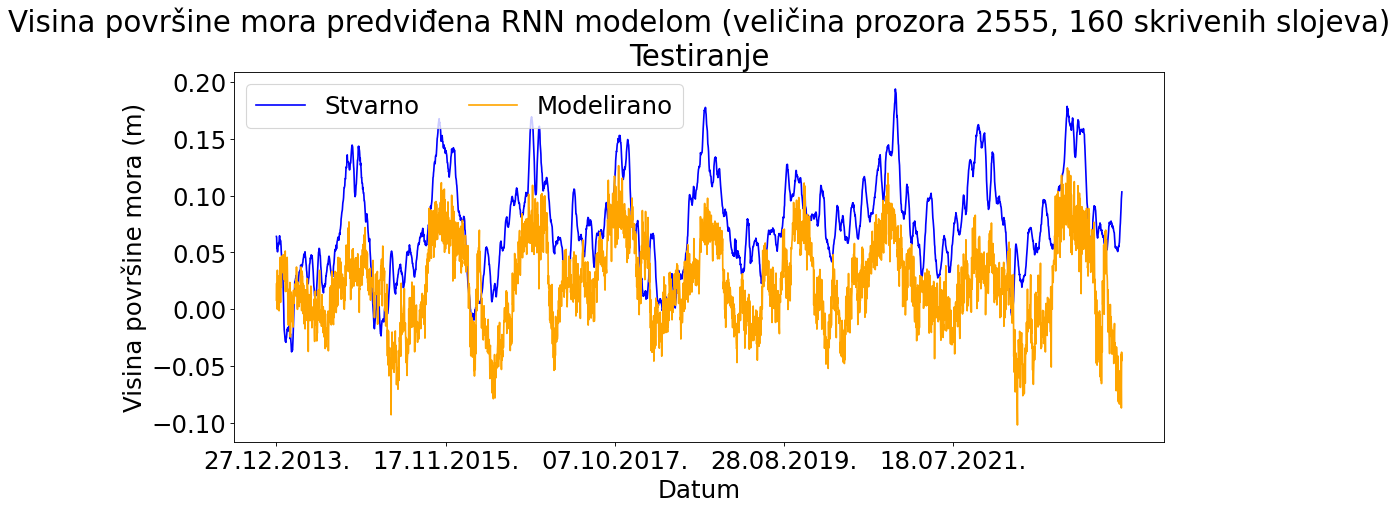 Visina površine mora predviđena RNN modelom (veličina prozora 2555, 160 skrivenih slojeva)
Testiranje
Stvarno Modelirano
Visina površine mora (m)
0.20
0.15
0.10
0.05
0.00
−0.05
−0.10
27.12.2013. 17.11.2015. 07.10.2017. 28.08.2019. 18.07.2021.
Datum